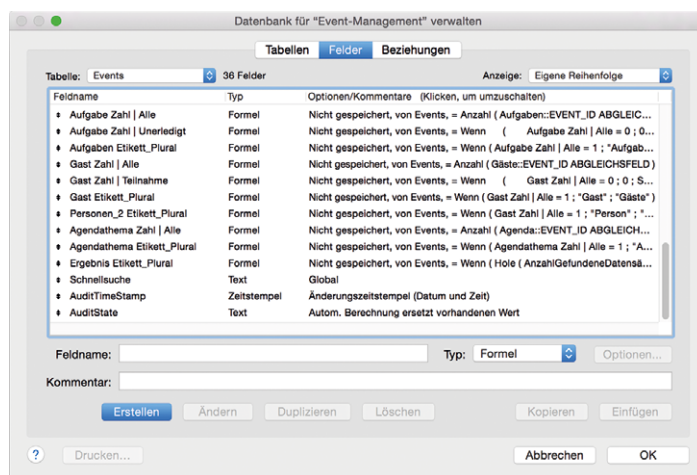 Datenbank für "Event-Management" verwalten
Tabellen Felder Beziehungen
Tabelle: Events 36 Felder Anzeige: Eigene Reihenfolge
Feldname Typ Optionen/Kommentare (Klicken, um umzuschalten)
Aufgabe Zahl | Alle Formel Nicht gespeichert, von Events, = Anzahl ( Aufgaben::EVENT_ID ABGLEIC...
Aufgabe Zahl | Unerledigt Formel Nicht gespeichert, von Events, = Wenn ( Aufgabe Zahl | Alle = 0 ; 0...
Aufgaben Etikett_Plural Formel Nicht gespeichert, von Events, = Wenn ( Aufgabe Zahl | Alle = 1 ; "Aufgab...
Gast Zahl | Alle Formel Nicht gespeichert, von Events, = Anzahl ( Gäste::EVENT_ID ABGLEICHSFELD )
Gast Zahl | Teilnahme Formel Nicht gespeichert, von Events, = Wenn ( Gast Zahl | Alle = 0 ; 0 ; S...
Gast Etikett_Plural Formel Nicht gespeichert, von Events, = Wenn ( Gast Zahl | Alle = 1 ; "Gast" ; "Gäste" )
Personen_2 Etikett_Plural Formel Nicht gespeichert, von Events, = Wenn ( Gast Zahl | Alle = 1 ; "Person" ; "...
Agendathema Zahl | Alle Formel Nicht gespeichert, von Events, = Anzahl ( Agenda::EVENT_ID ABGLEICH...
Agendathema Etikett_Plural Formel Nicht gespeichert, von Events, = Wenn ( Agendathema Zahl | Alle = 1 ; "A...
Ergebnis Etikett_Plural Formel Nicht gespeichert, von Events, = Wenn ( Hole ( AnzahlGefundeneDatensä...
Schnellsuche Text Global
AuditTimeStamp Zeitstempel Änderungszeitstempel (Datum und Zeit)
AuditState Text Autom. Berechnung ersetzt vorhandenen Wert
Feldname: Typ: Formel Optionen...
Kommentar:
Erstellen Ändern Duplizieren Löschen Kopieren Einfügen
? Drucken... Abbrechen OK